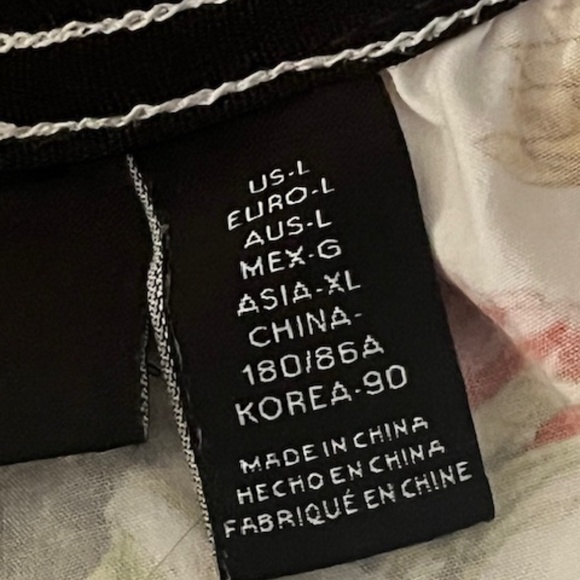 US-L
EURO-L
AUS-L
MEX-G
ASIA-XL
CHINA-
180/86A
KOREA-90
MADE IN CHINA
HECHO EN CHINA
FABRIQUÉ EN CHINE